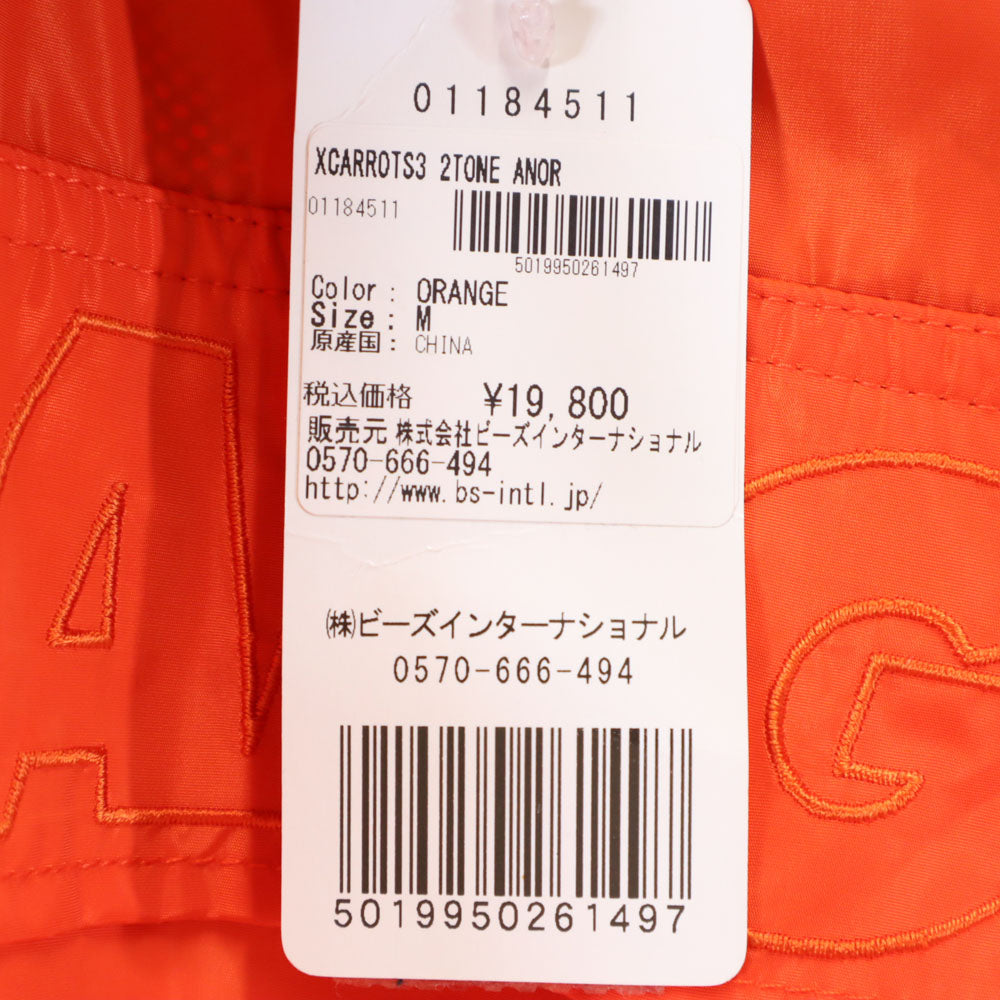 01184511
XCARROTS3 2TONE ANOR
01184511
5019950261497
Color : ORANGE
Size : M
原産国 : CHINA
税込価格 ¥19,800
販売元 株式会社ビーズインターナショナル
0570-666-494
http://www.bs-intl.jp/
㈱ビーズインターナショナル
0570-666-494
5019950261497
A G